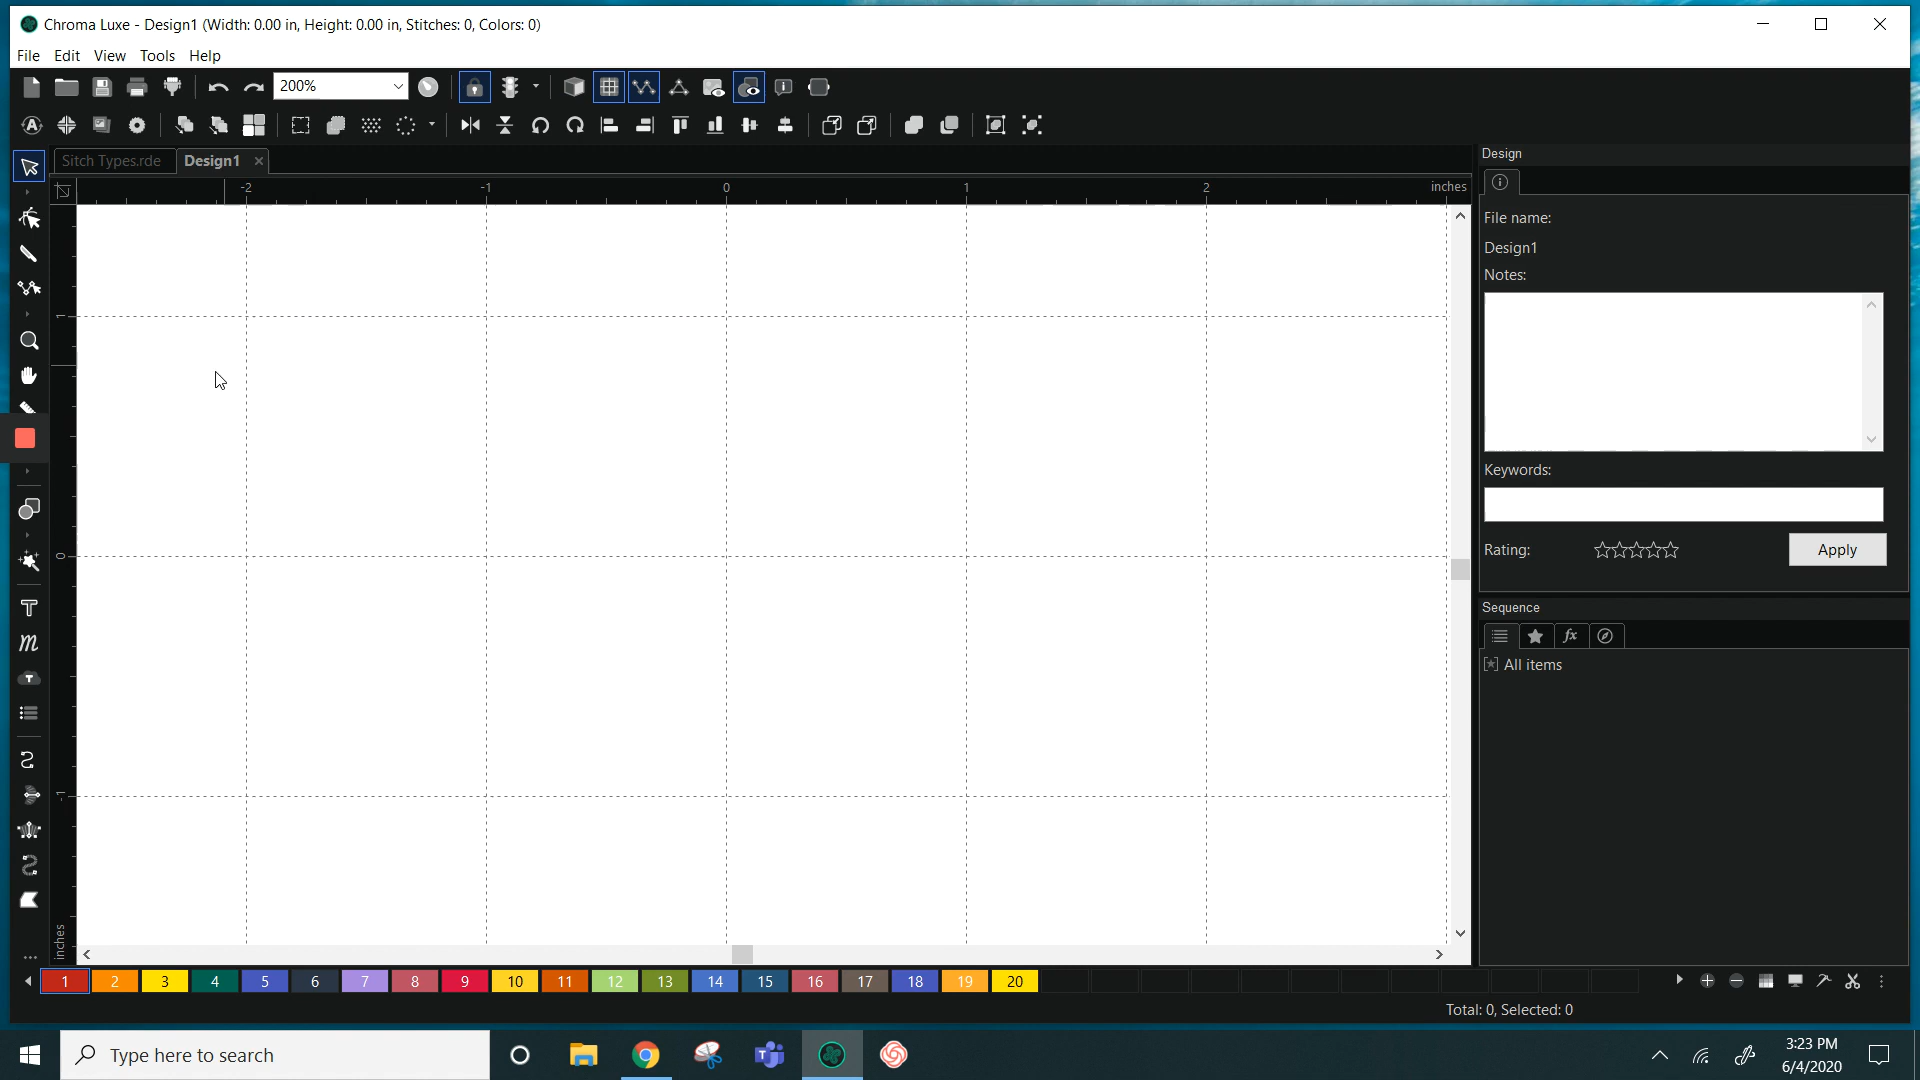 Chroma Luxe - Design1 (Width: 0.00 in, Height: 0.00 in, Stitches: 0, Colors: 0)
File Edit View Tools Help
200%
Sitch Types.rde Design1
-2 -1 0 1 2 inches
1
0
-1
inches
Design
File name:
Design1
Notes:
Keywords:
Rating: Apply
Sequence
fx
All items
1 2 3 4 5 6 7 8 9 10 11 12 13 14 15 16 17 18 19 20
Total: 0, Selected: 0
Type here to search
3:23 PM
6/4/2020